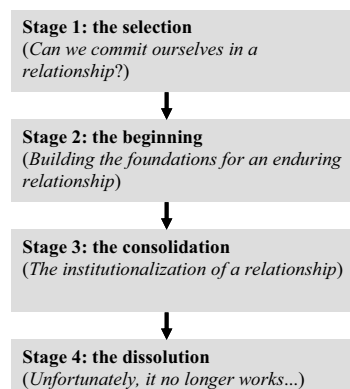 Stage 1: the selection
(Can we commit ourselves in a
relationship?)
Stage 2: the beginning
(Building the foundations for an enduring
relationship)
Stage 3: the consolidation
(The institutionalization of a relationship)
Stage 4: the dissolution
(Unfortunately, it no longer works...)